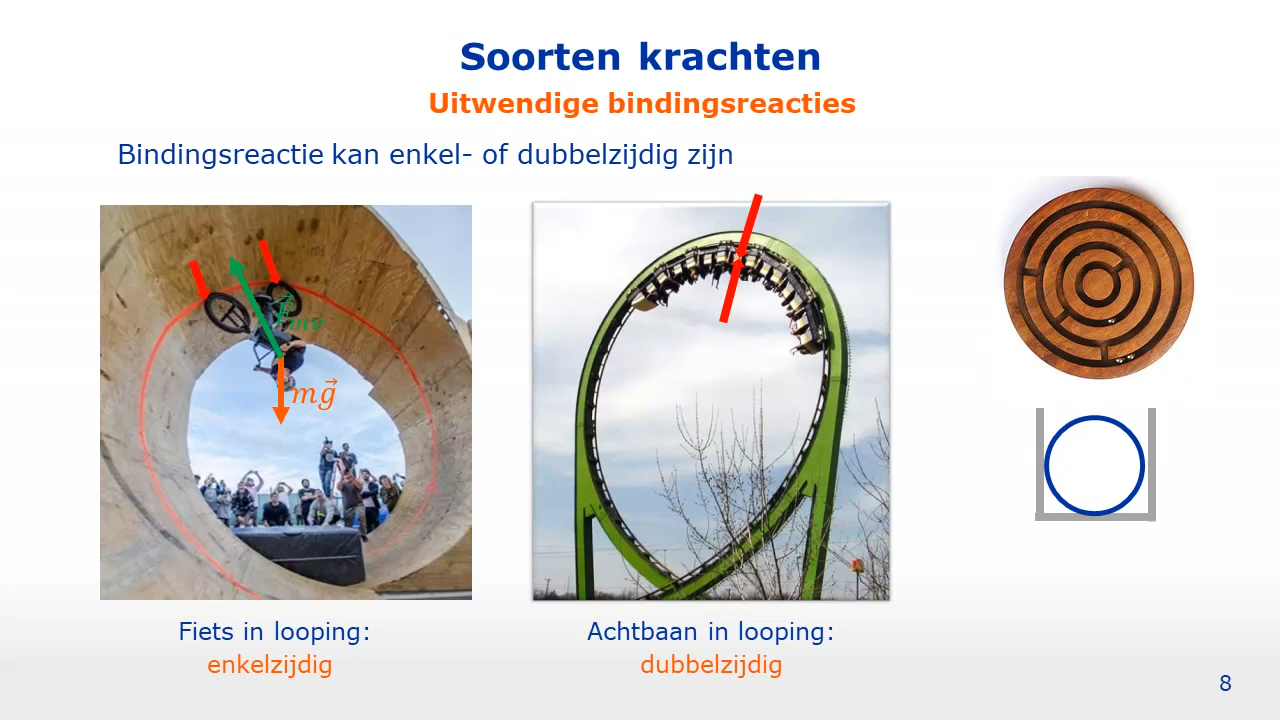 Soorten krachten
Uitwendige bindingsreacties
Bindingsreactie kan enkel- of dubbelzijdig zijn
F⃗mv
mg⃗
Fiets in looping:
enkelzijdig
Achtbaan in looping:
dubbelzijdig
8